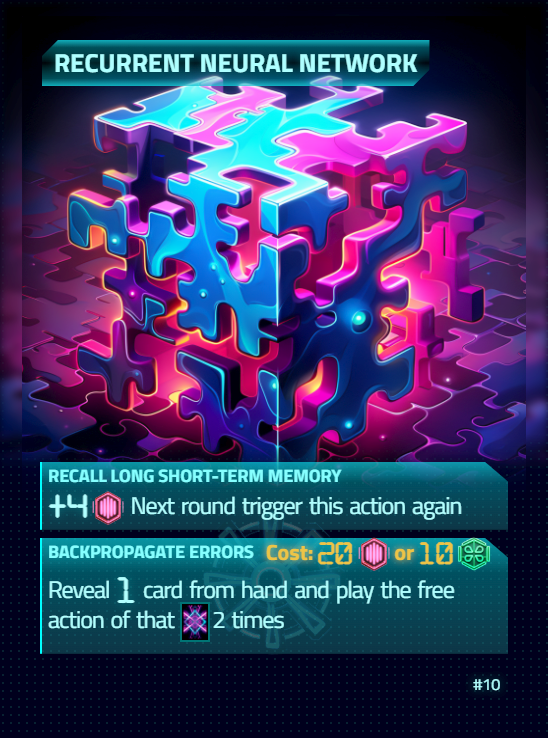 RECURRENT NEURAL NETWORK
RECALL LONG SHORT-TERM MEMORY
+4 Next round trigger this action again
BACKPROPAGATE ERRORS Cost: 20 or 10
Reveal 1 card from hand and play the free
action of that 2 times
#10